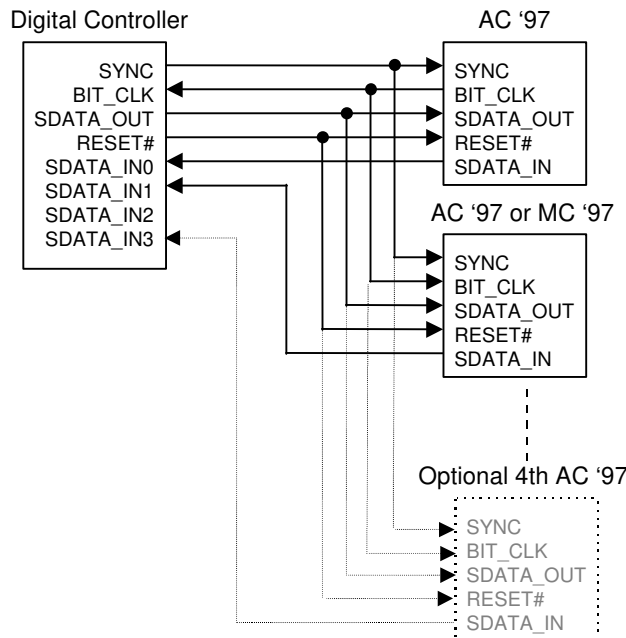 Digital Controller
SYNC
BIT_CLK
SDATA_OUT
RESET#
SDATA_IN0
SDATA_IN1
SDATA_IN2
SDATA_IN3
AC ‘97
SYNC
BIT_CLK
SDATA_OUT
RESET#
SDATA_IN
AC ‘97 or MC ‘97
SYNC
BIT_CLK
SDATA_OUT
RESET#
SDATA_IN
Optional 4th AC ‘97
SYNC
BIT_CLK
SDATA_OUT
RESET#
SDATA_IN